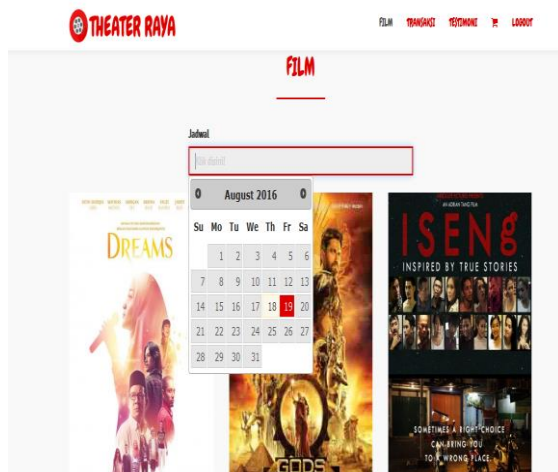 THEATER RAYA
FILM TRANSAKSI TESTIMONI LOGOUT
FILM
Jadwal
Klik disini!
August 2016
Su Mo Tu We Th Fr Sa
1 2 3 4 5 6
7 8 9 10 11 12 13
14 15 16 17 18 19 20
21 22 23 24 25 26 27
28 29 30 31
DREAMS
GODS
ISENG
INSPIRED BY TRUE STORIES
SOMETIMES A RIGHT CHOICE
CAN BRING YOU
TO A WRONG PLACE